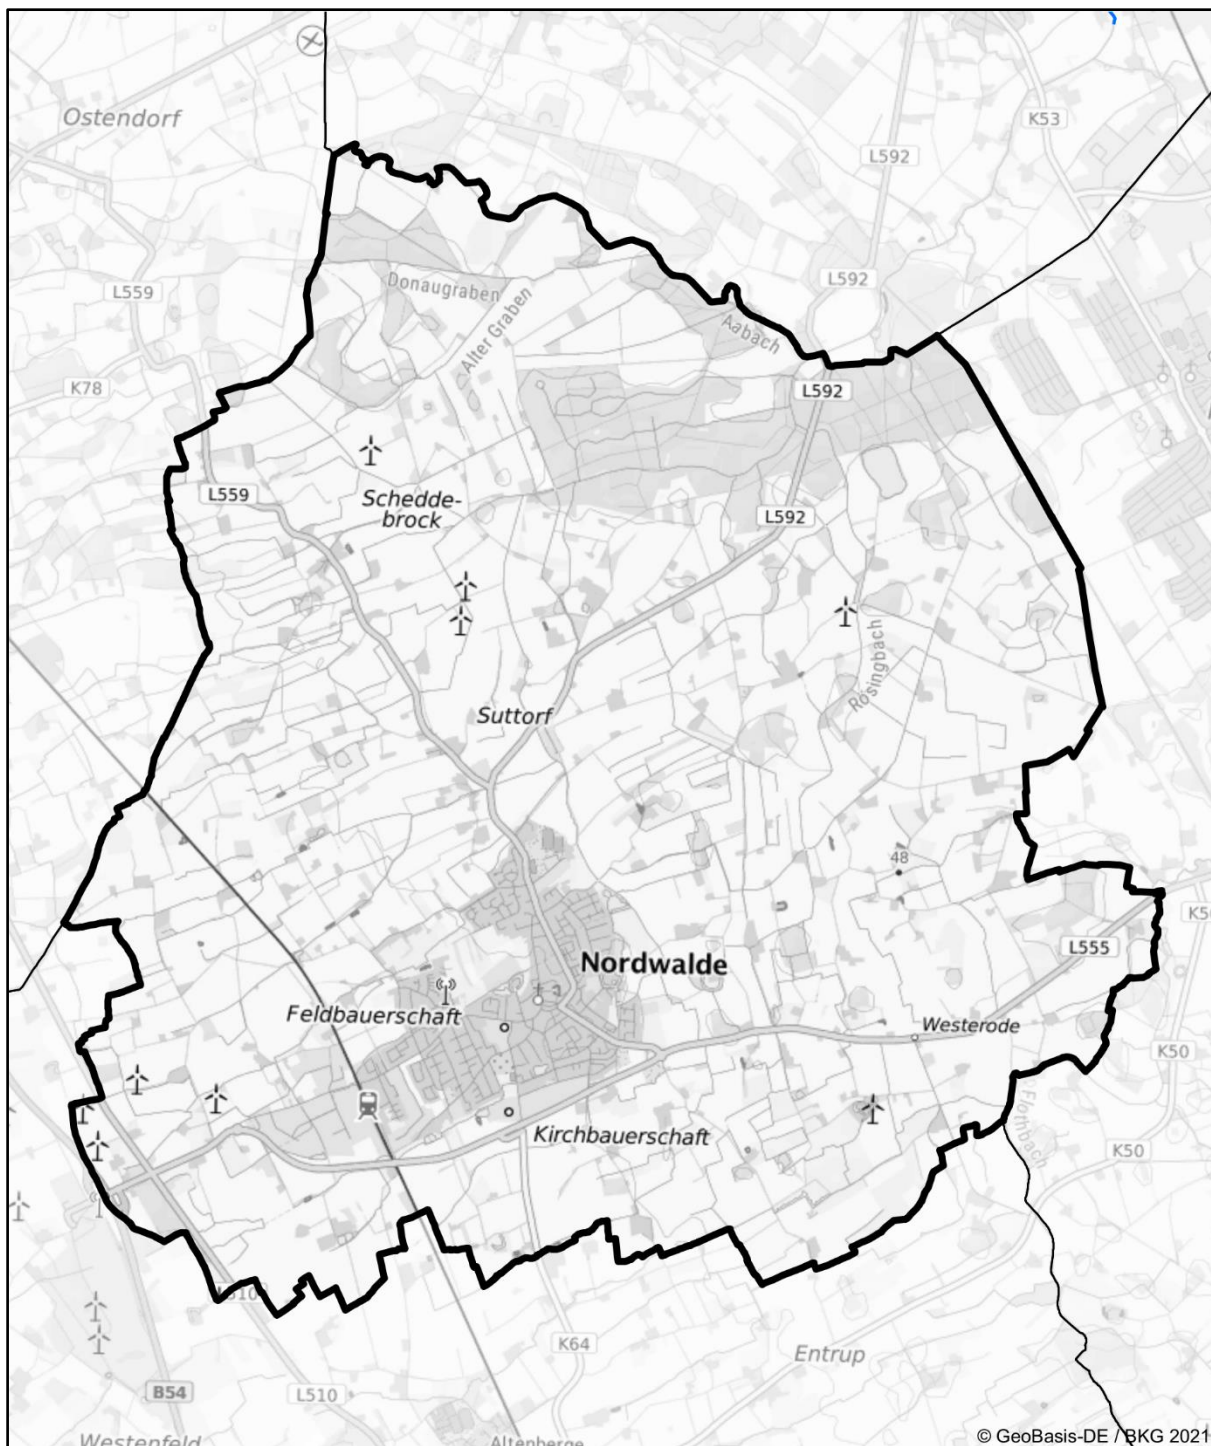 Ostendorf
K53
L592
L559
L592
Donaugraben
Alter Graben
Aabach
K78
L592
L559
Schedde-
brock
L592
Rösingbach
Suttorf
48
Nordwalde
L555
Feldbauerschaft
Westerode
K50
Flothbach
Kirchbauerschaft
K50
K64
Entrup
B54
L510
Westenfeld
Altenberge
© GeoBasis-DE / BKG 2021